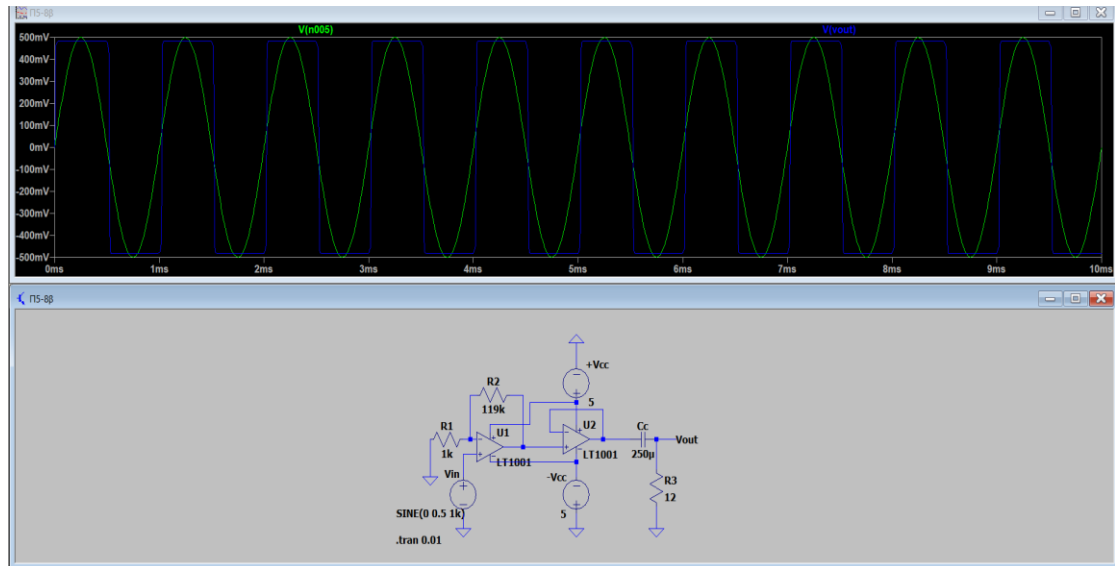 Π5-8β
V(n005) V(vout)
500mV
400mV
300mV
200mV
100mV
0mV
-100mV
-200mV
-300mV
-400mV
-500mV
0ms 1ms 2ms 3ms 4ms 5ms 6ms 7ms 8ms 9ms 10ms
Π5-8β
+Vcc
5
R2
119k
R1
1k
U1
LT1001
U2
LT1001
Cc
250µ
Vout
Vin
-Vcc
5
R3
12
SINE(0 0.5 1k)
.tran 0.01